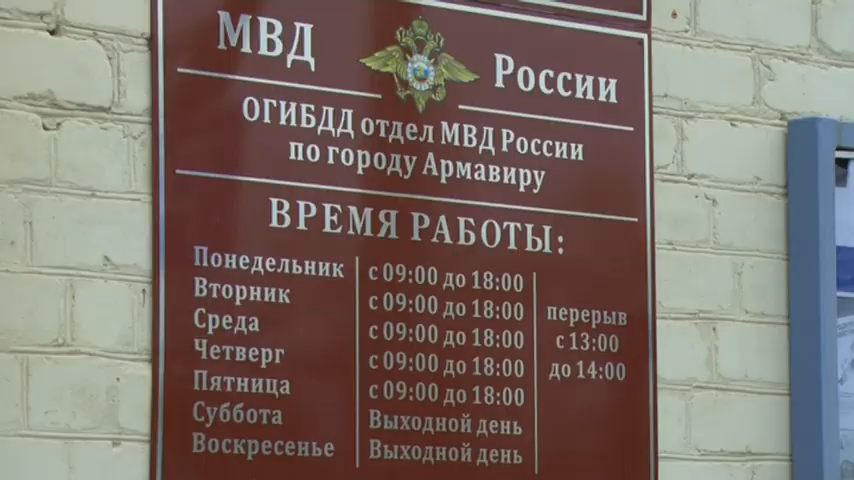 МВД России
ОГИБДД отдел МВД России
по городу Армавиру
ВРЕМЯ РАБОТЫ:
Понедельник с 09:00 до 18:00
Вторник с 09:00 до 18:00
Среда с 09:00 до 18:00
Четверг с 09:00 до 18:00
Пятница с 09:00 до 18:00
Суббота Выходной день
Воскресенье Выходной день
перерыв
с 13:00
до 14:00